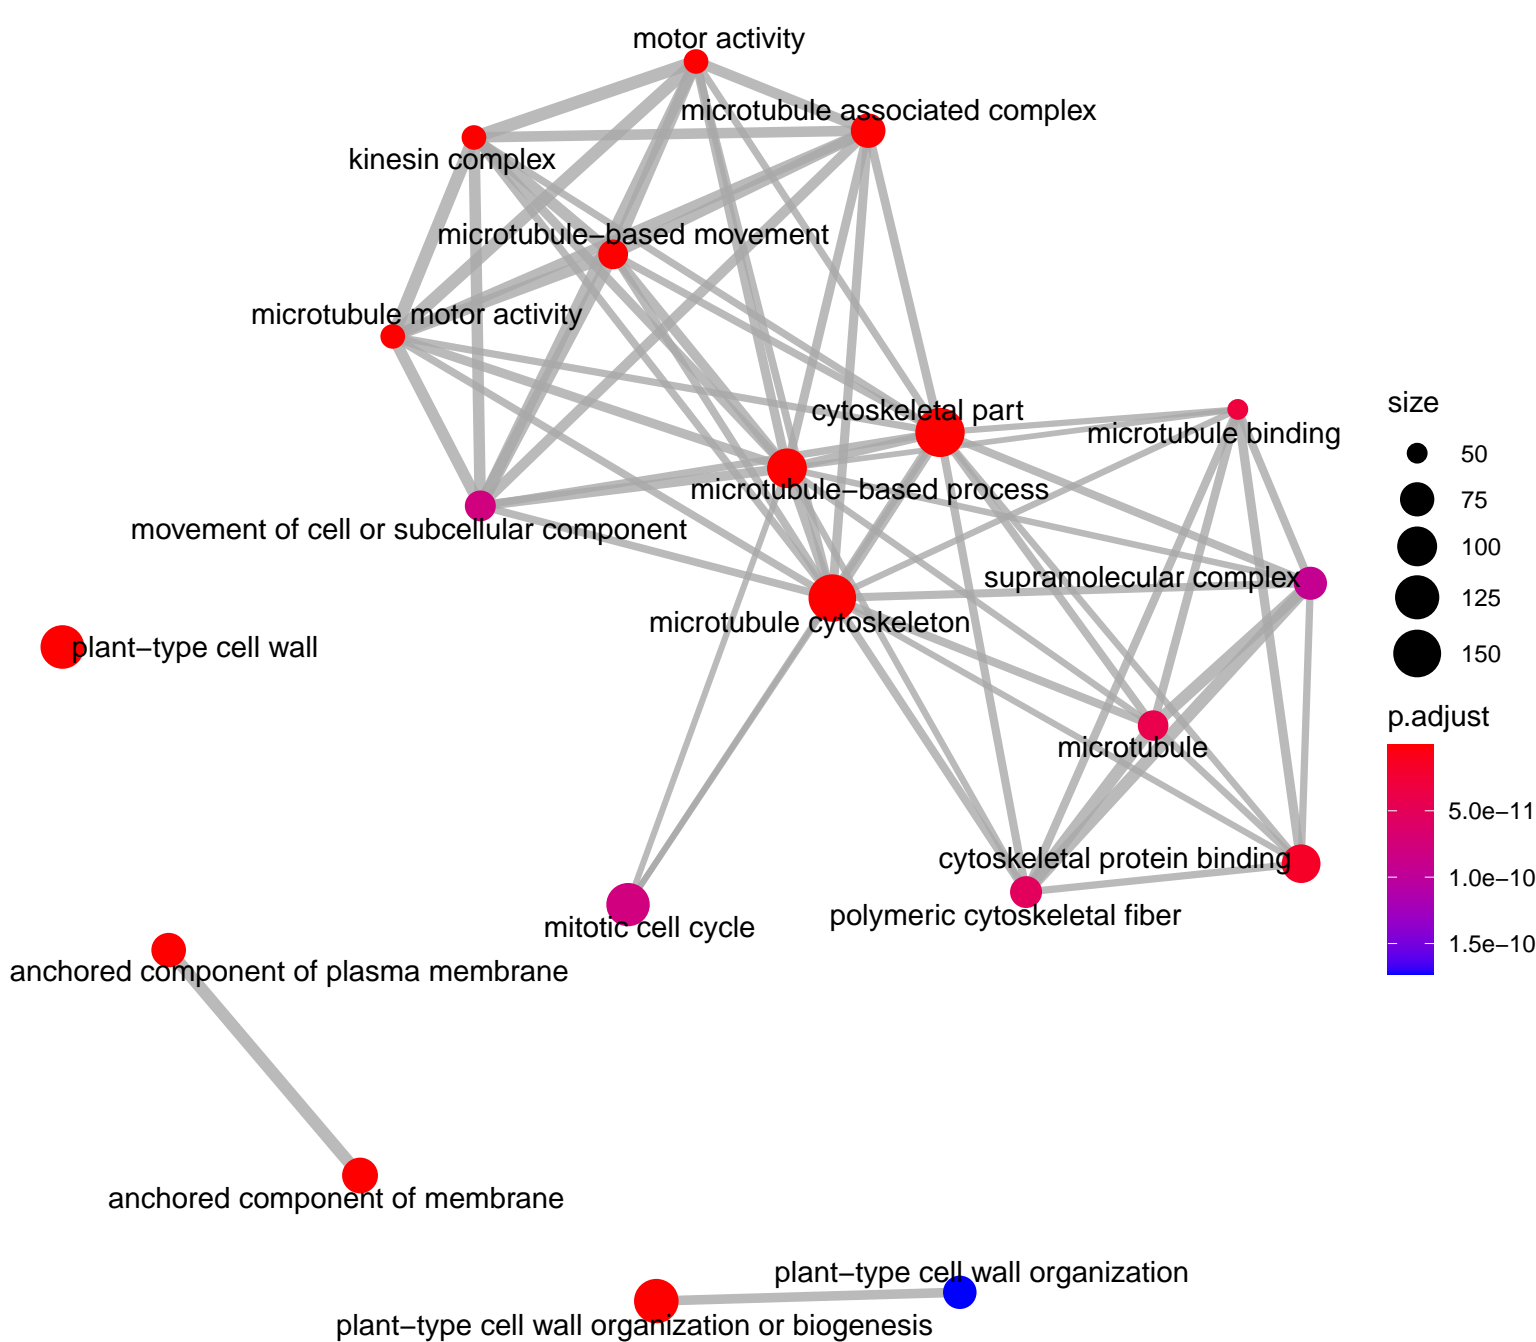 motor activity
microtubule associated complex
kinesin complex
microtubule−based movement
microtubule motor activity
cytoskeletal part
microtubule binding
microtubule−based process
movement of cell or subcellular component
supramolecular complex
microtubule cytoskeleton
plant−type cell wall
microtubule
cytoskeletal protein binding
polymeric cytoskeletal fiber
mitotic cell cycle
anchored component of plasma membrane
anchored component of membrane
plant−type cell wall organization
plant−type cell wall organization or biogenesis
size
50
75
100
125
150
p.adjust
5.0e−11
1.0e−10
1.5e−10